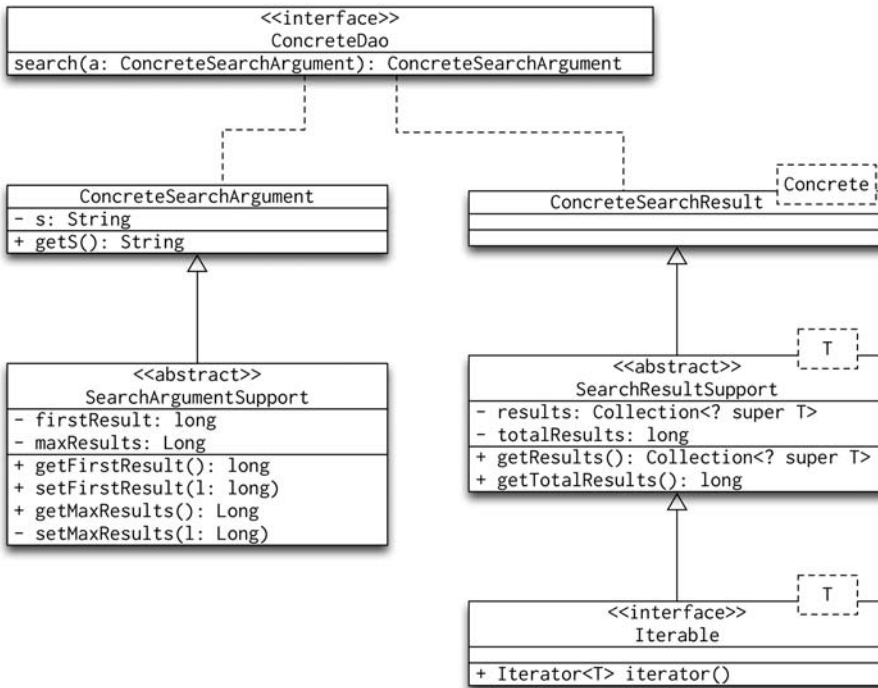 <<interface>>
ConcreteDao
search(a: ConcreteSearchArgument): ConcreteSearchArgument
ConcreteSearchArgument
- s: String
+ getS(): String
Concrete
ConcreteSearchResult
<<abstract>>
SearchArgumentSupport
- firstResult: long
- maxResults: Long
+ getFirstResult(): long
+ setFirstResult(l: long)
+ getMaxResults(): Long
- setMaxResults(l: Long)
T
<<abstract>>
SearchResultSupport
- results: Collection<? super T>
- totalResults: long
+ getResults(): Collection<? super T>
+ getTotalResults(): long
T
<<interface>>
Iterable
+ Iterator<T> iterator()